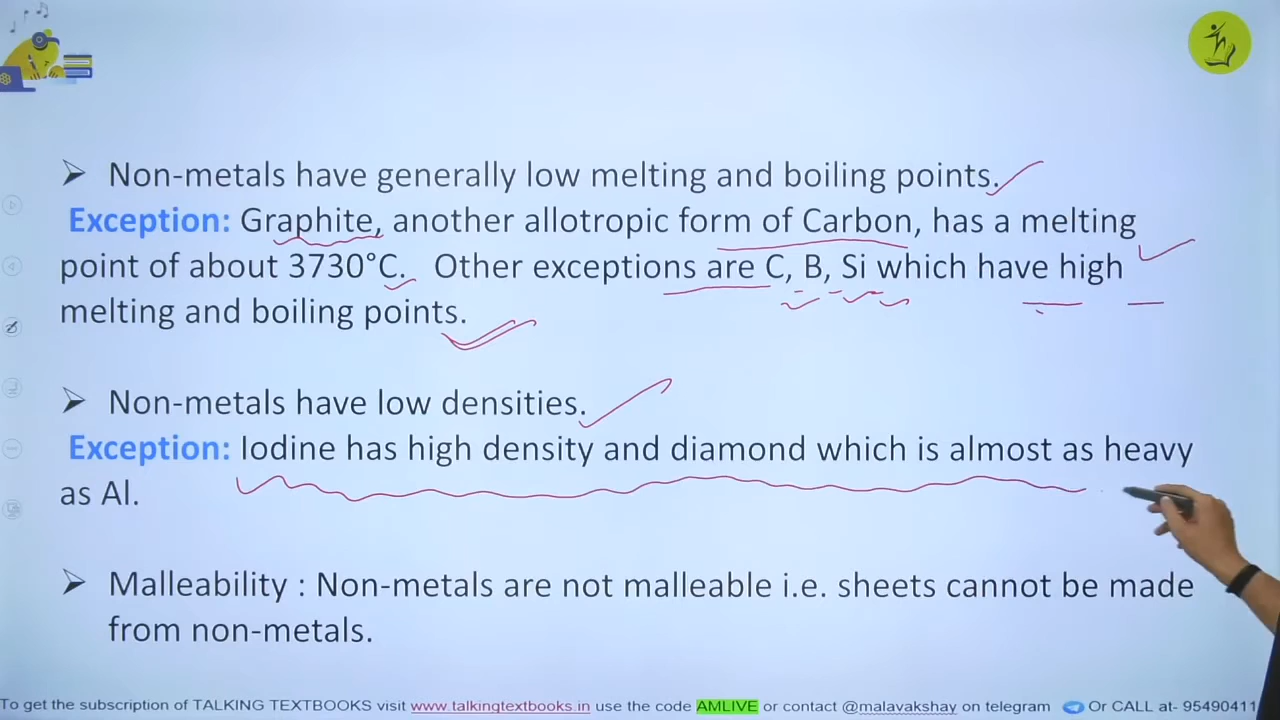 Non-metals have generally low melting and boiling points.
Exception: Graphite, another allotropic form of Carbon, has a melting
point of about 3730°C. Other exceptions are C, B, Si which have high
melting and boiling points.
Non-metals have low densities.
Exception: Iodine has high density and diamond which is almost as heavy
as Al.
Malleability : Non-metals are not malleable i.e. sheets cannot be made
from non-metals.
To get the subscription of TALKING TEXTBOOKS visit www.talkingtextbooks.in use the code AMLIVE or contact @malavakshay on telegram Or CALL at- 95490411